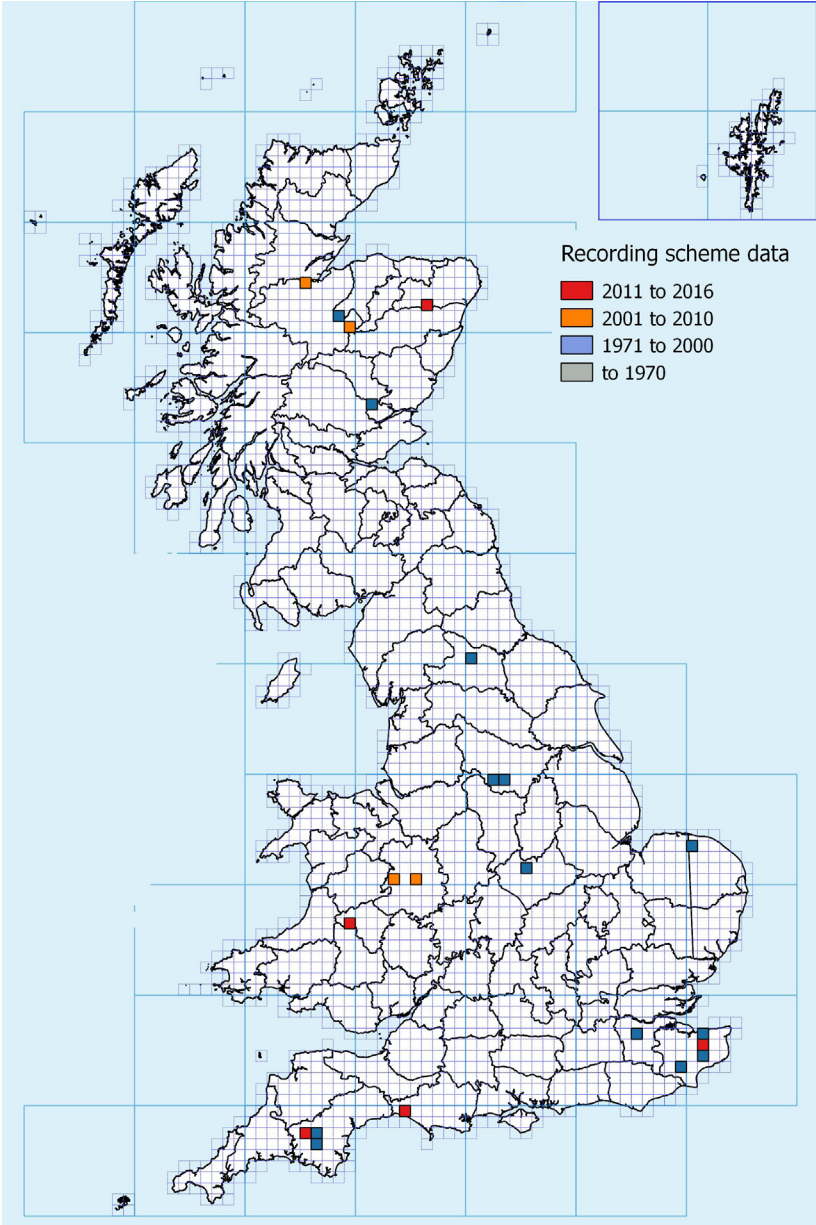 Recording scheme data
2011 to 2016
2001 to 2010
1971 to 2000
to 1970